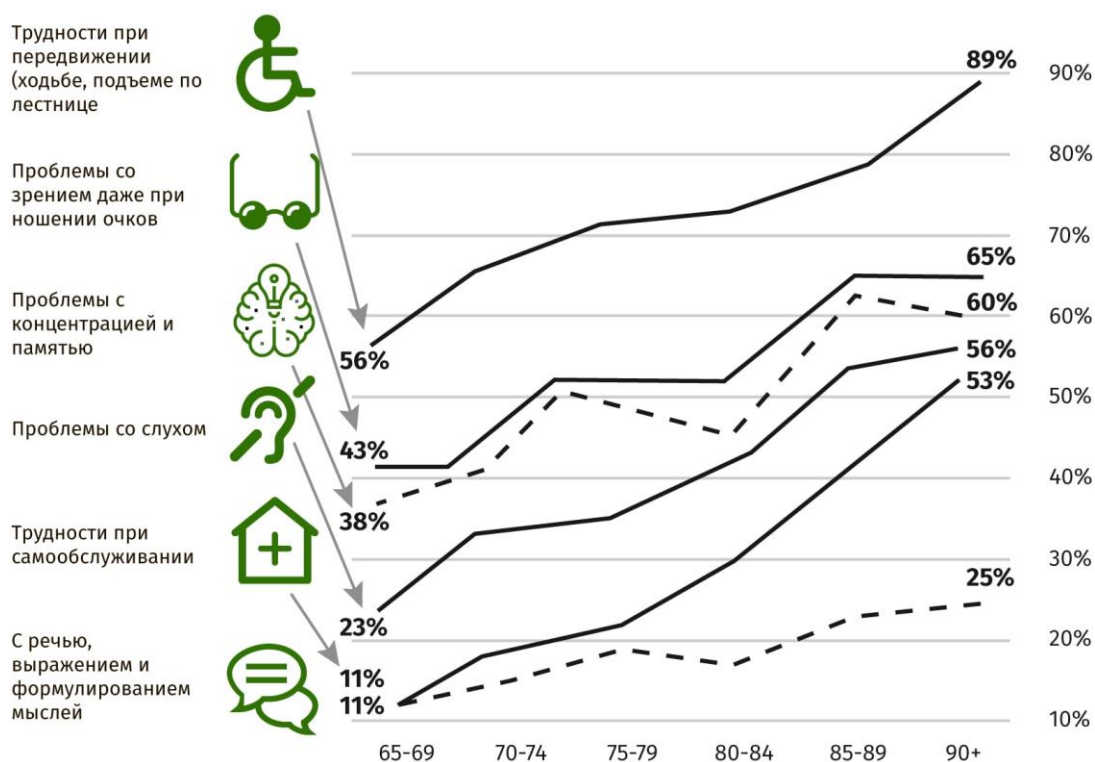 Трудности при
передвижении
(ходьбе, подъеме по
лестнице
Проблемы со
зрением даже при
ношении очков
Проблемы с
концентрацией и
памятью
Проблемы со слухом
Трудности при
самообслуживании
С речью,
выражением и
формулированием
мыслей
56%
43%
38%
23%
11%
11%
89%
65%
60%
56%
53%
25%
90%
80%
70%
60%
50%
40%
30%
20%
10%
65-69 70-74 75-79 80-84 85-89 90+